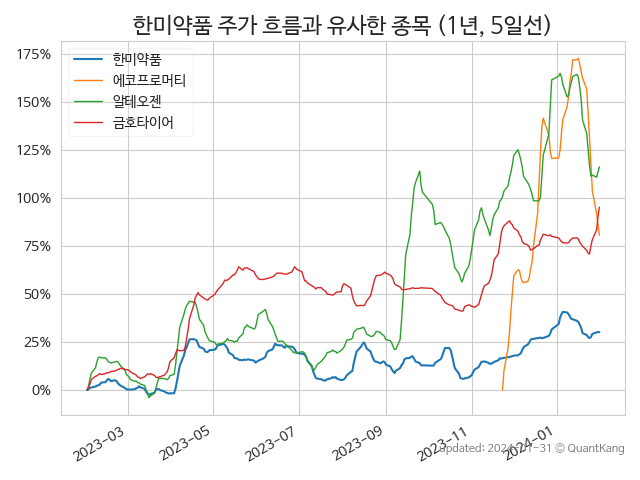 한미약품 주가 흐름과 유사한 종목 (1년, 5일선)
175%
150%
125%
100%
75%
50%
25%
0%
한미약품
에코프로머티
알테오젠
금호타이어
2023-03
2023-05
2023-07
2023-09
2023-11
2024-01
updated: 2024-01-31 © QuantKang